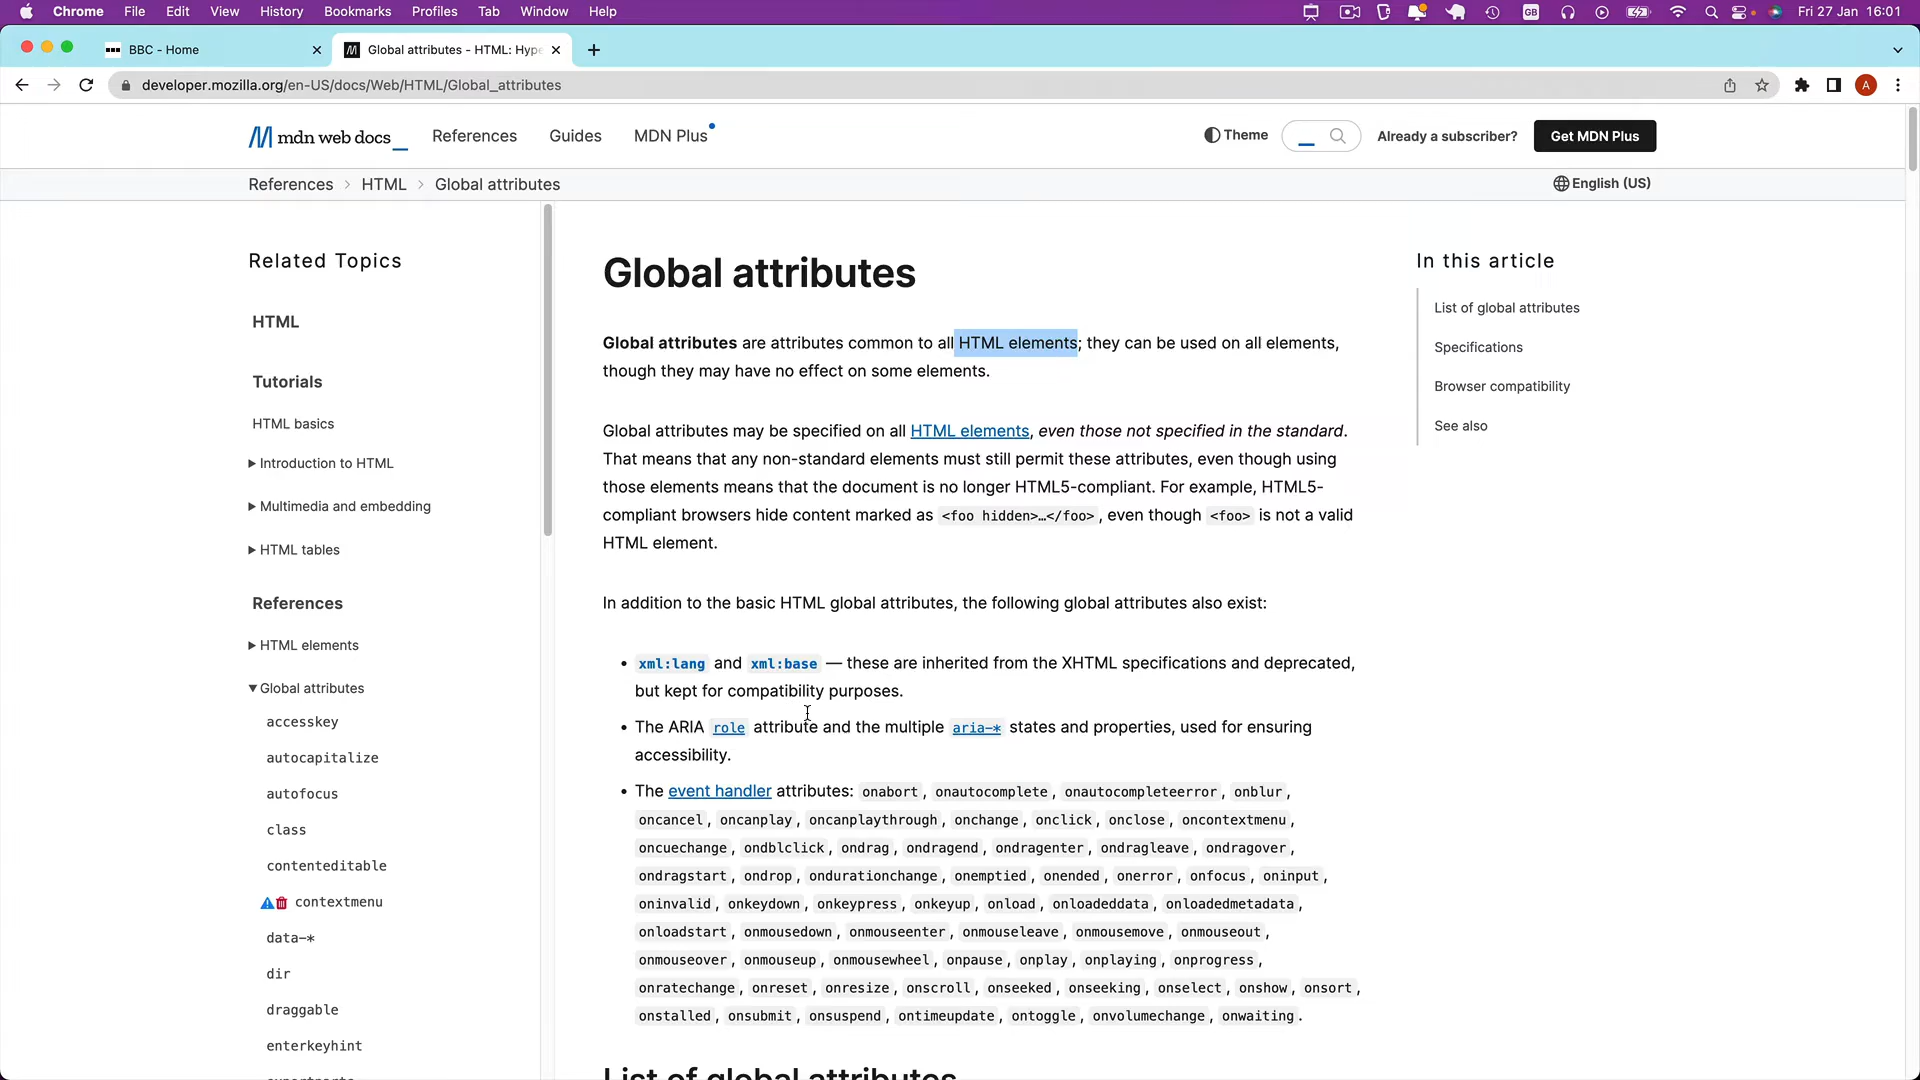 Chrome File Edit View History Bookmarks Profiles Tab Window Help GB Fri 27 Jan 16:01
BBC - Home
Global attributes - HTML: Hype
developer.mozilla.org/en-US/docs/Web/HTML/Global_attributes A
mdn web docs_ References Guides MDN Plus Theme Already a subscriber? Get MDN Plus
References > HTML > Global attributes English (US)
Related Topics
HTML
Tutorials
HTML basics
Introduction to HTML
Multimedia and embedding
HTML tables
References
HTML elements
Global attributes
accesskey
autocapitalize
autofocus
class
contenteditable
contextmenu
data-*
dir
draggable
enterkeyhint
Global attributes
Global attributes are attributes common to all HTML elements; they can be used on all elements,
though they may have no effect on some elements.
Global attributes may be specified on all HTML elements, even those not specified in the standard.
That means that any non-standard elements must still permit these attributes, even though using
those elements means that the document is no longer HTML5-compliant. For example, HTML5-
compliant browsers hide content marked as <foo hidden>…</foo>, even though <foo> is not a valid
HTML element.
In addition to the basic HTML global attributes, the following global attributes also exist:
• xml:lang and xml:base — these are inherited from the XHTML specifications and deprecated,
but kept for compatibility purposes.
• The ARIA role attribute and the multiple aria-* states and properties, used for ensuring
accessibility.
• The event handler attributes: onabort, onautocomplete, onautocompleteerror, onblur,
oncancel, oncanplay, oncanplaythrough, onchange, onclick, onclose, oncontextmenu,
oncuechange, ondblclick, ondrag, ondragend, ondragenter, ondragleave, ondragover,
ondragstart, ondrop, ondurationchange, onemptied, onended, onerror, onfocus, oninput,
oninvalid, onkeydown, onkeypress, onkeyup, onload, onloadeddata, onloadedmetadata,
onloadstart, onmousedown, onmouseenter, onmouseleave, onmousemove, onmouseout,
onmouseover, onmouseup, onmousewheel, onpause, onplay, onplaying, onprogress,
onratechange, onreset, onresize, onscroll, onseeked, onseeking, onselect, onshow, onsort,
onstalled, onsubmit, onsuspend, ontimeupdate, ontoggle, onvolumechange, onwaiting.
List of global attributes
In this article
List of global attributes
Specifications
Browser compatibility
See also